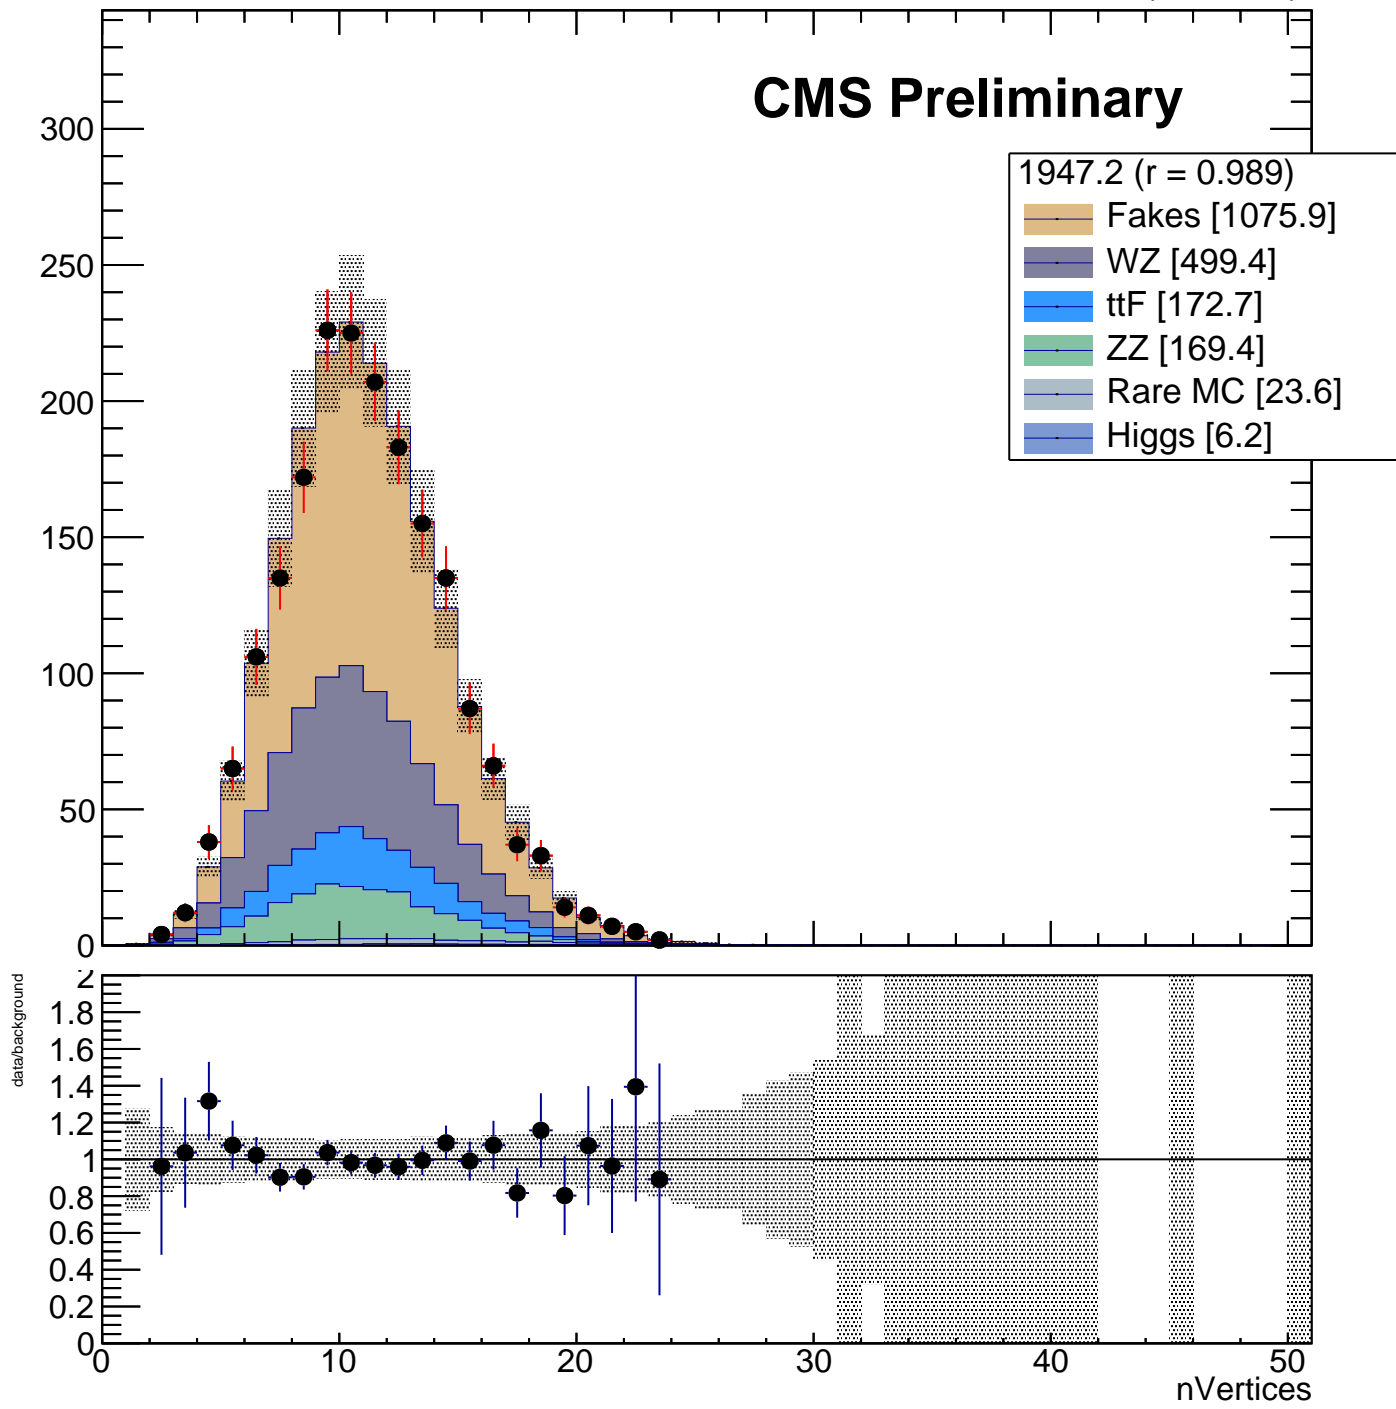 CMS Preliminary
1947.2 (r = 0.989)
Fakes [1075.9]
WZ [499.4]
ttF [172.7]
ZZ [169.4]
Rare MC [23.6]
Higgs [6.2]
300
250
200
150
100
50
0
data/background
2
1.8
1.6
1.4
1.2
1
0.8
0.6
0.4
0.2
0
0 10 20 30 40 50
nVertices